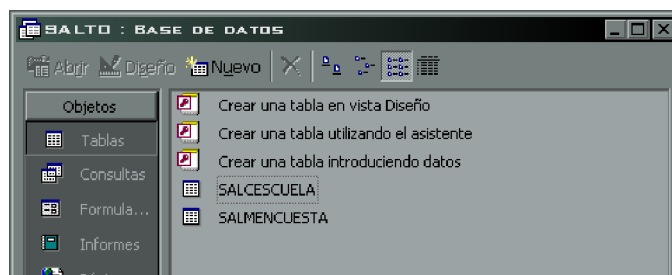 9ALTO : BASE DE DATOS
Abrir Diseño Nuevo
Objetos
Tablas
Consultas
Formula...
Informes
Crear una tabla en vista Diseño
Crear una tabla utilizando el asistente
Crear una tabla introduciendo datos
SALCESCUELA
SALMENCUESTA